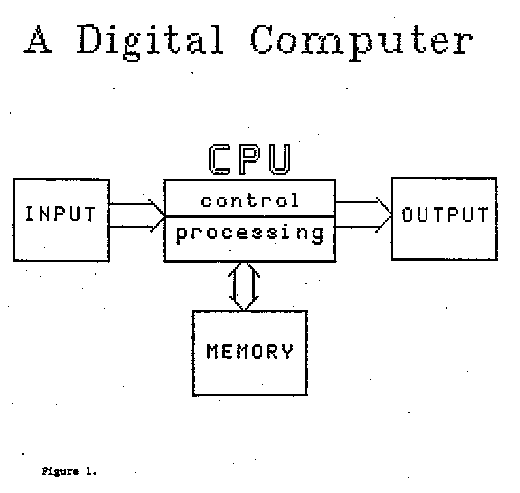 A Digital Computer
CPU
INPUT
control
processing
OUTPUT
MEMORY
Figure 1.